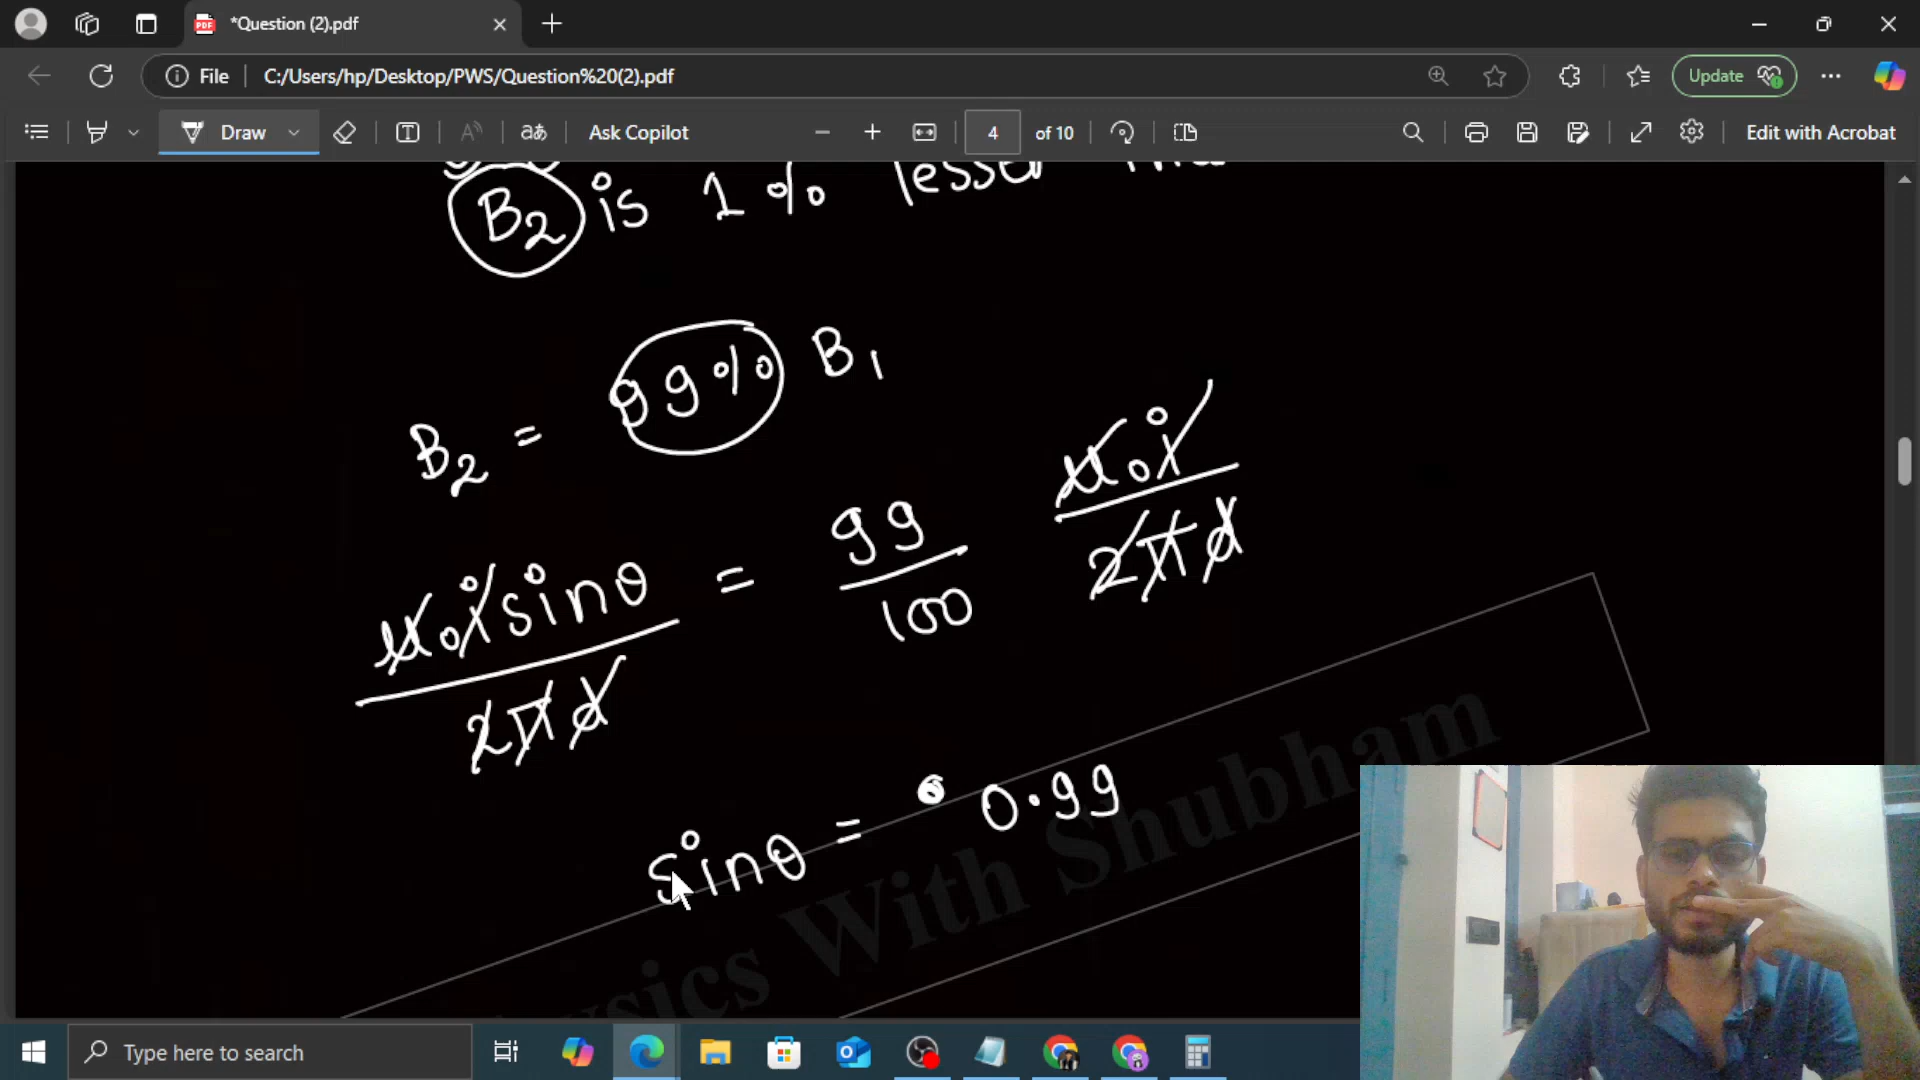 *Question (2).pdf
File C:/Users/hp/Desktop/PWS/Question%20(2).pdf Update
Draw Ask Copilot 4 of 10 Edit with Acrobat
B₂ is 1% lesser
B₂ = 99% B₁
μ₀i sinθ / 2πd = 99/100 μ₀i / 2πd
sinθ = 0.99
Physics With Shubham
Type here to search